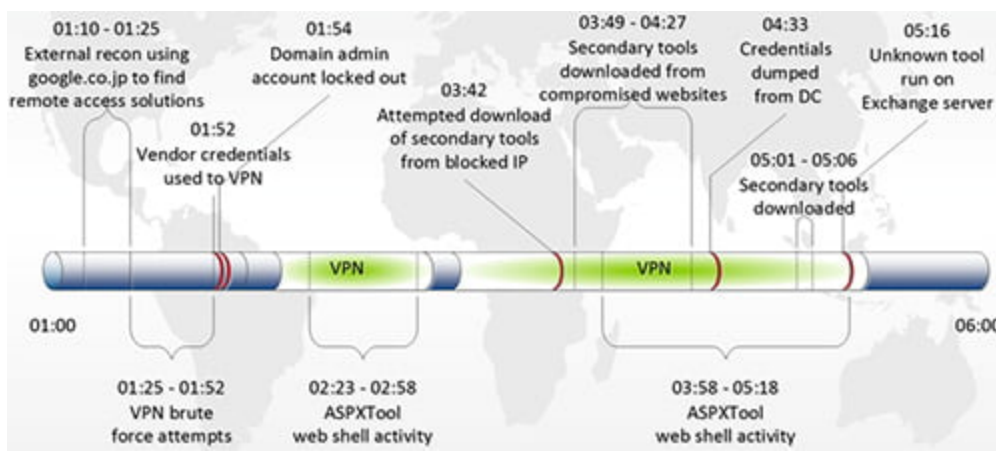 01:10 - 01:25
External recon using
google.co.jp to find
remote access solutions
01:52
Vendor credentials
used to VPN
01:54
Domain admin
account locked out
03:42
Attempted download
of secondary tools
from blocked IP
03:49 - 04:27
Secondary tools
downloaded from
compromised websites
04:33
Credentials
dumped
from DC
05:01 - 05:06
Secondary tools
downloaded
05:16
Unknown tool
run on
Exchange server
VPN
VPN
01:00
06:00
01:25 - 01:52
VPN brute
force attempts
02:23 - 02:58
ASPXTool
web shell activity
03:58 - 05:18
ASPXTool
web shell activity